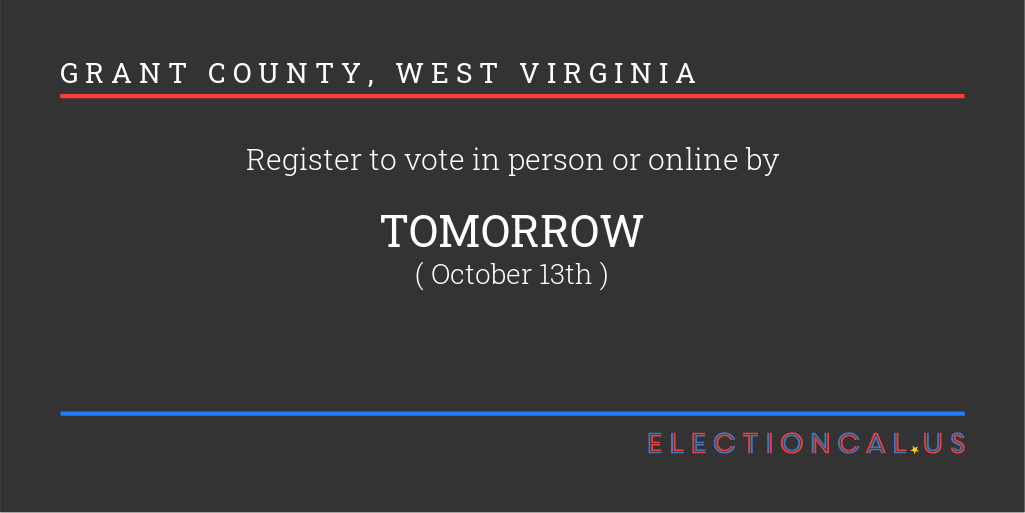 GRANT COUNTY, WEST VIRGINIA
Register to vote in person or online by
TOMORROW
( October 13th )
ELECTIONCAL.US